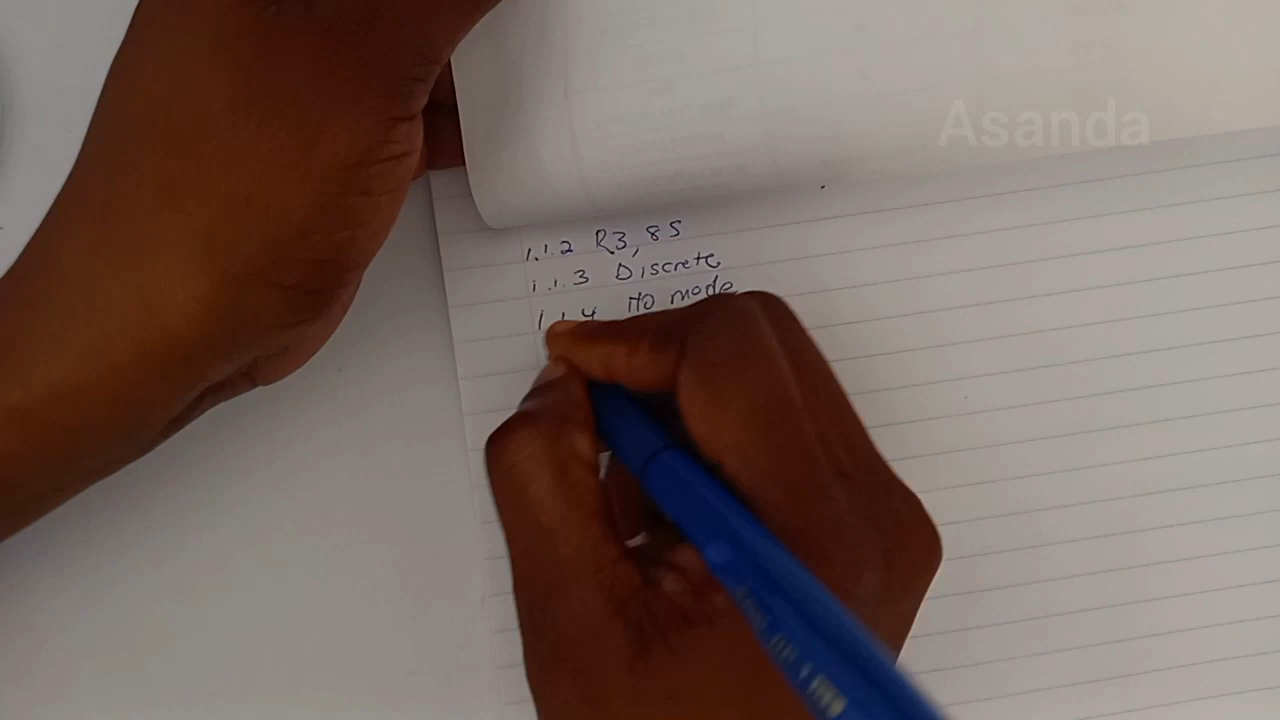 Asanda
1.1.2 R3,85
1.1.3 Discrete
1.1.4 No mode